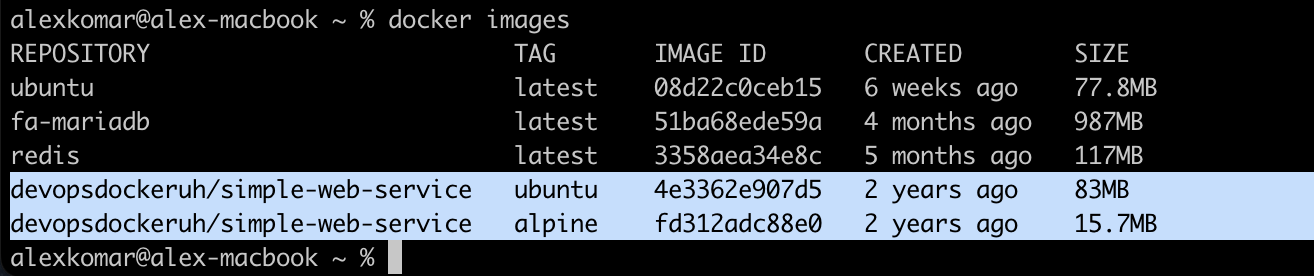 alexkomar@alex-macbook ~ % docker images
REPOSITORY TAG IMAGE ID CREATED SIZE
ubuntu latest 08d22c0ceb15 6 weeks ago 77.8MB
fa-mariadb latest 51ba68ede59a 4 months ago 987MB
redis latest 3358aea34e8c 5 months ago 117MB
devopsdockeruh/simple-web-service ubuntu 4e3362e907d5 2 years ago 83MB
devopsdockeruh/simple-web-service alpine fd312adc88e0 2 years ago 15.7MB
alexkomar@alex-macbook ~ %